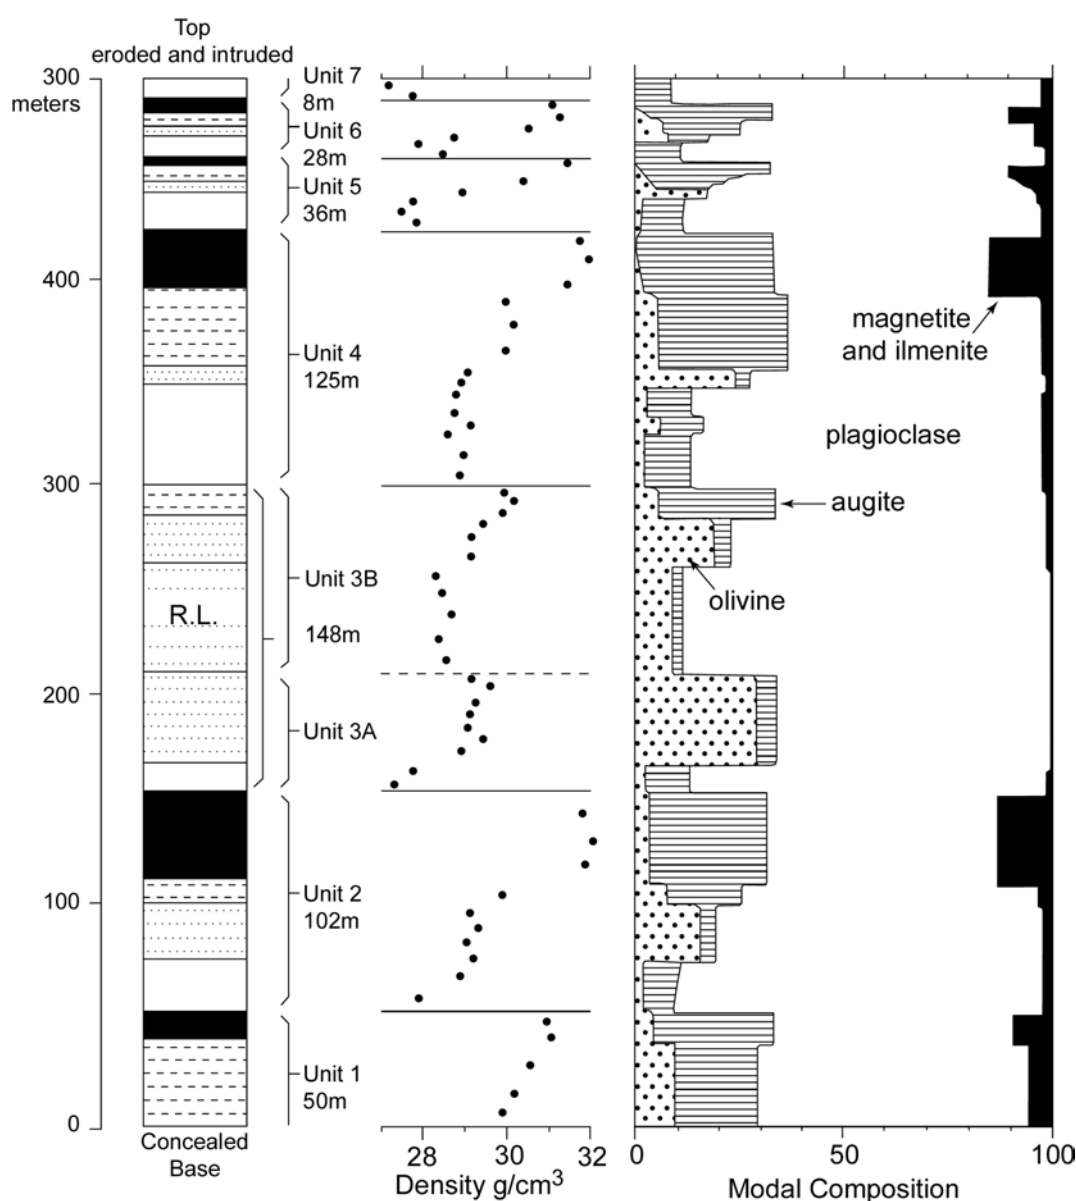 Top
eroded and intruded
300
meters
400
300
200
100
0
R.L.
Concealed
Base
Unit 7
8m
Unit 6
28m
Unit 5
36m
Unit 4
125m
Unit 3B
148m
Unit 3A
Unit 2
102m
Unit 1
50m
28 30 32
Density g/cm³
magnetite
and ilmenite
plagioclase
augite
olivine
0 50 100
Modal Composition